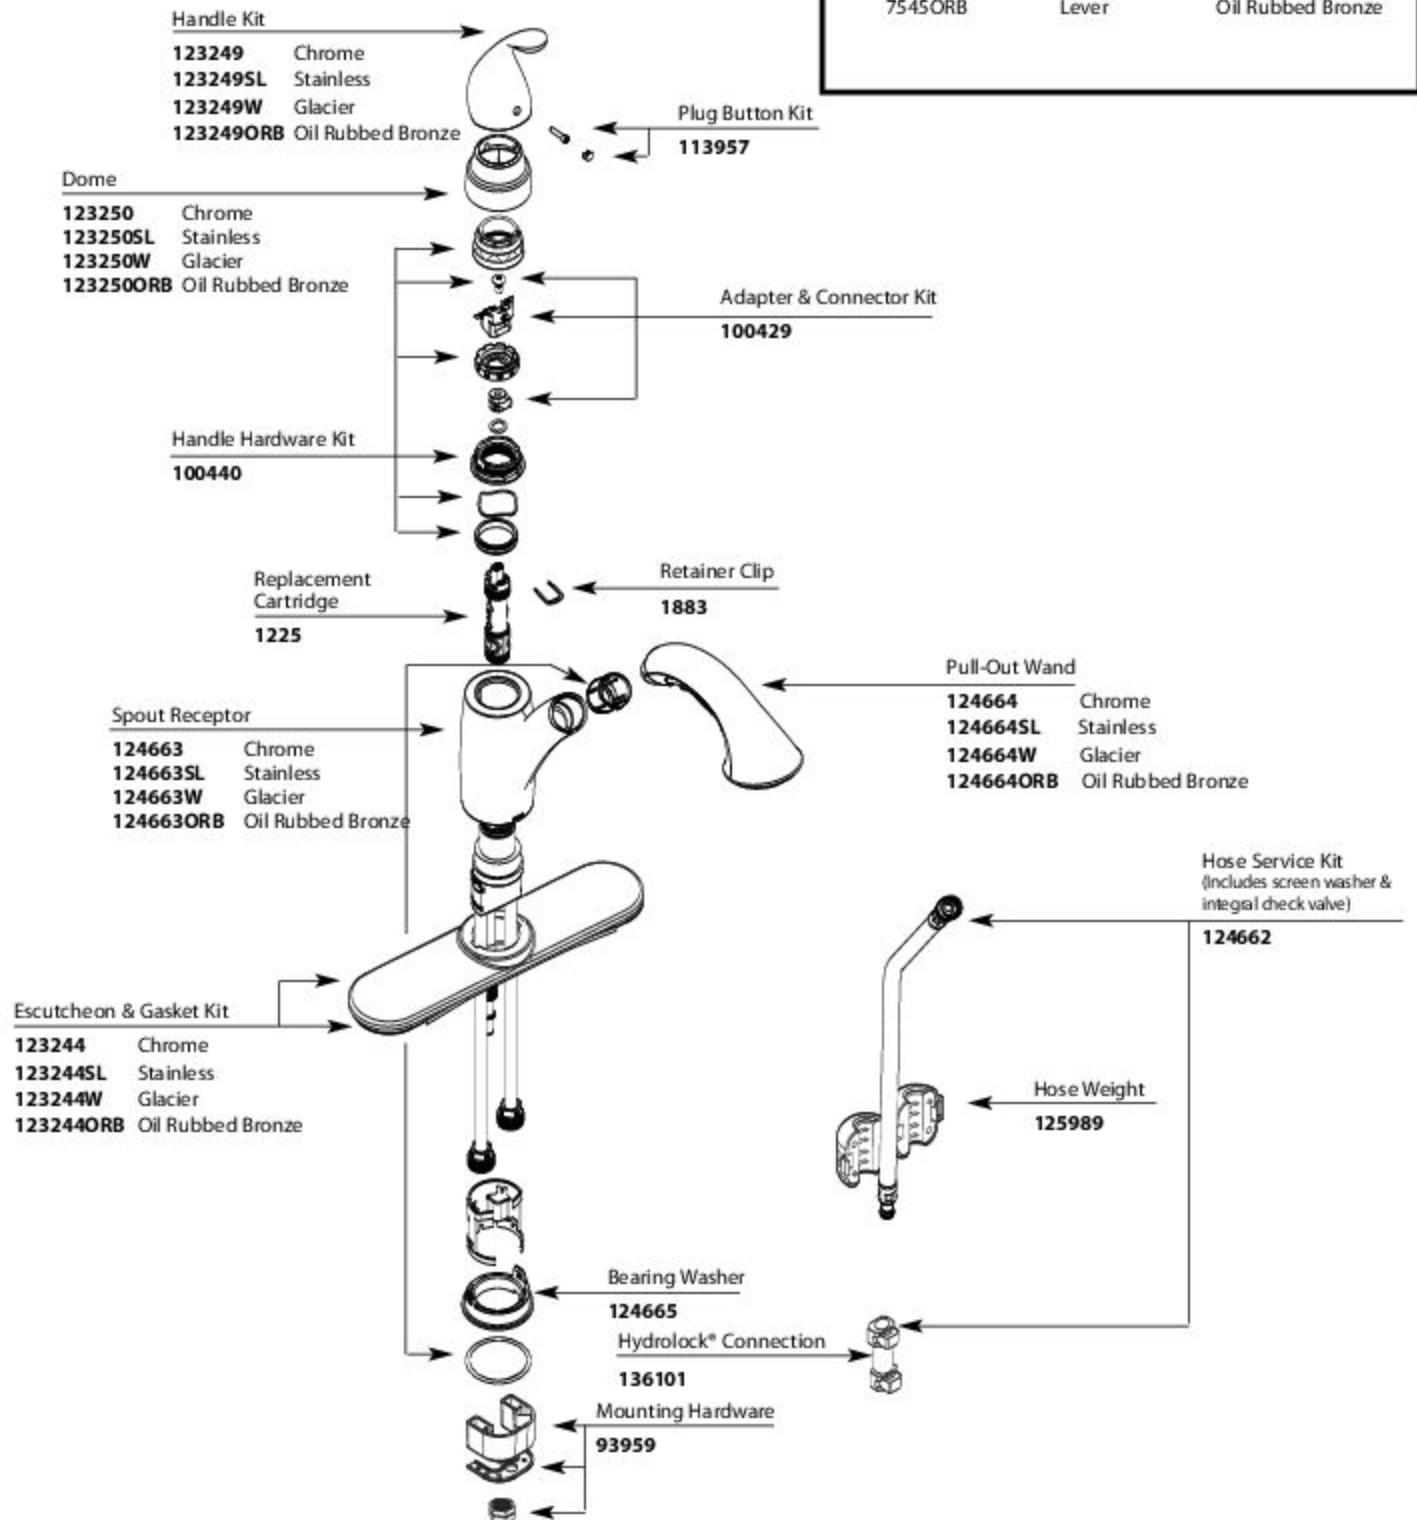 7545ORB Lever Oil Rubbed Bronze
Handle Kit
123249 Chrome
123249SL Stainless
123249W Glacier
123249ORB Oil Rubbed Bronze
Plug Button Kit
113957
Dome
123250 Chrome
123250SL Stainless
123250W Glacier
123250ORB Oil Rubbed Bronze
Adapter & Connector Kit
100429
Handle Hardware Kit
100440
Replacement
Cartridge
1225
Retainer Clip
1883
Pull-Out Wand
124664 Chrome
124664SL Stainless
124664W Glacier
124664ORB Oil Rubbed Bronze
Spout Receptor
124663 Chrome
124663SL Stainless
124663W Glacier
124663ORB Oil Rubbed Bronze
Hose Service Kit
(Includes screen washer &
integral check valve)
124662
Escutcheon & Gasket Kit
123244 Chrome
123244SL Stainless
123244W Glacier
123244ORB Oil Rubbed Bronze
Hose Weight
125989
Bearing Washer
124665
Hydrolock® Connection
136101
Mounting Hardware
93959